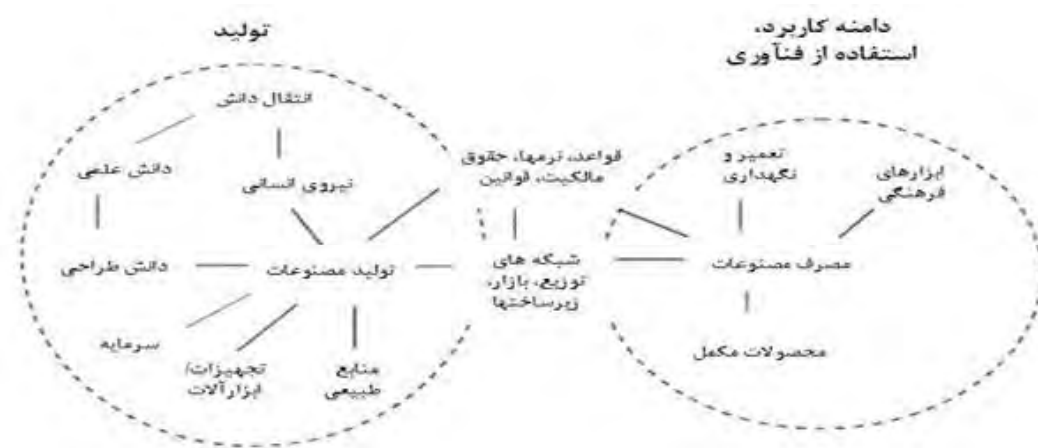 تولید
دامنه کاربرد،
استفاده از فنآوری
انتقال دانش
دانش علمی
نیروی انسانی
دانش طراحی
تولید مصنوعات
سرمایه
تجهیزات/
ابزارآلات
منابع
طبیعی
قواعد، نرمها، حقوق
مالکیت، قوانین
شبکه های
توزیع، بازار،
زیرساختها
تعمیر و
نگهداری
ابزارهای
فرهنگی
مصرف مصنوعات
محصولات مکمل